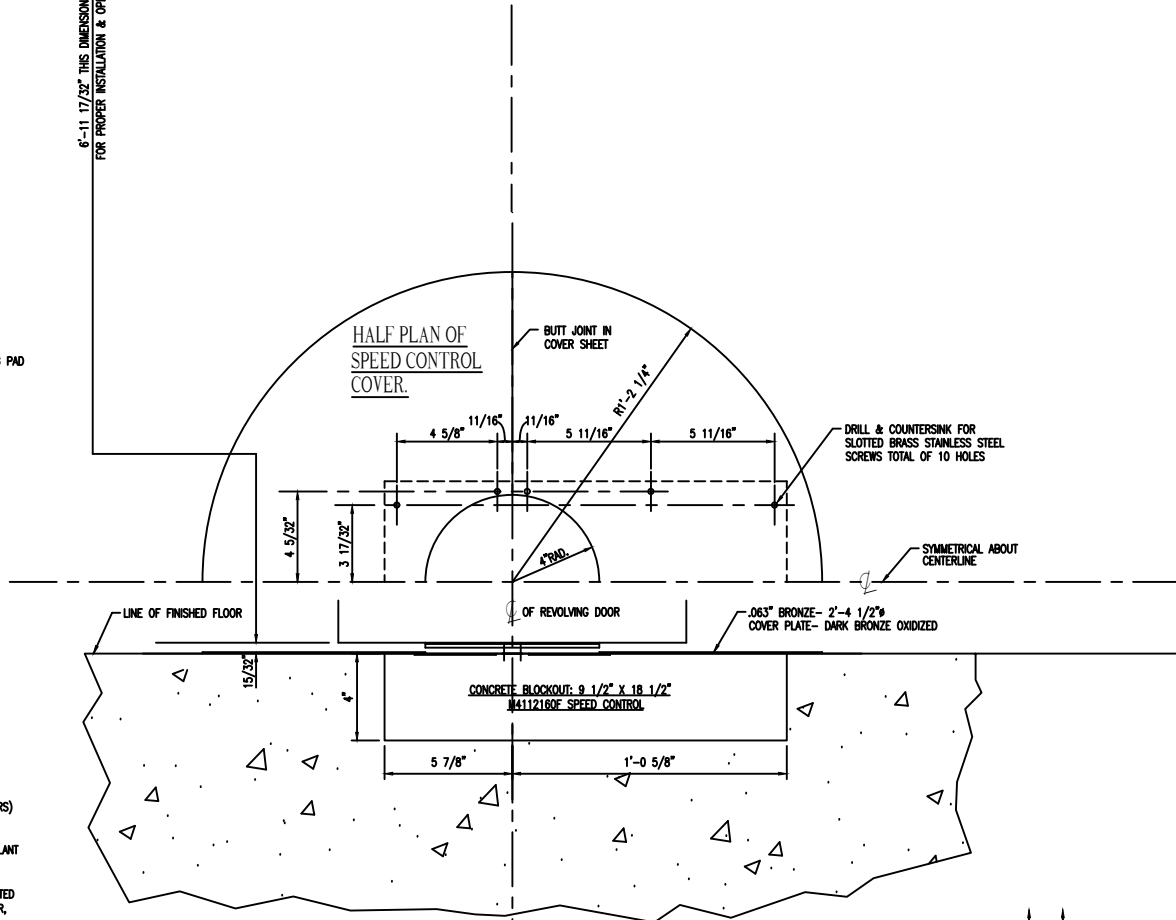 6'-11 17/32" THIS DIMENSION
FOR PROPER INSTALLATION &
PAD
HALF PLAN OF
SPEED CONTROL
COVER.
BUTT JOINT IN
COVER SHEET
R1'-2 1/4"
11/16" 11/16"
4 5/8" 5 11/16" 5 11/16"
DRILL & COUNTERSINK FOR
SLOTTED BRASS STAINLESS STEEL
SCREWS TOTAL OF 10 HOLES
4 5/32"
3 17/32"
4"RAD.
SYMMETRICAL ABOUT
CENTERLINE
LINE OF FINISHED FLOOR
OF REVOLVING DOOR
.063" BRONZE- 2'-4 1/2"ø
COVER PLATE- DARK BRONZE OXIDIZED
15/32"
4"
CONCRETE BLOCKOUT: 9 1/2" X 18 1/2"
M4112160F SPEED CONTROL
5 7/8" 1'-0 5/8"
RS)
LANT
TED
R,